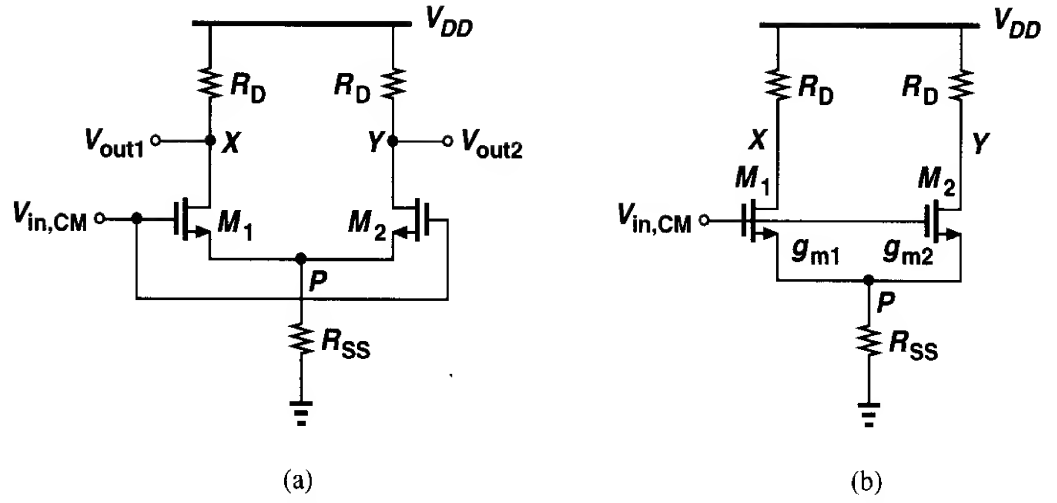 V_DD
R_D R_D
V_out1 X Y V_out2
V_in,CM M_1 M_2
P
R_SS
(a)
V_DD
R_D R_D
X Y
M_1 M_2
V_in,CM
g_m1 g_m2
P
R_SS
(b)